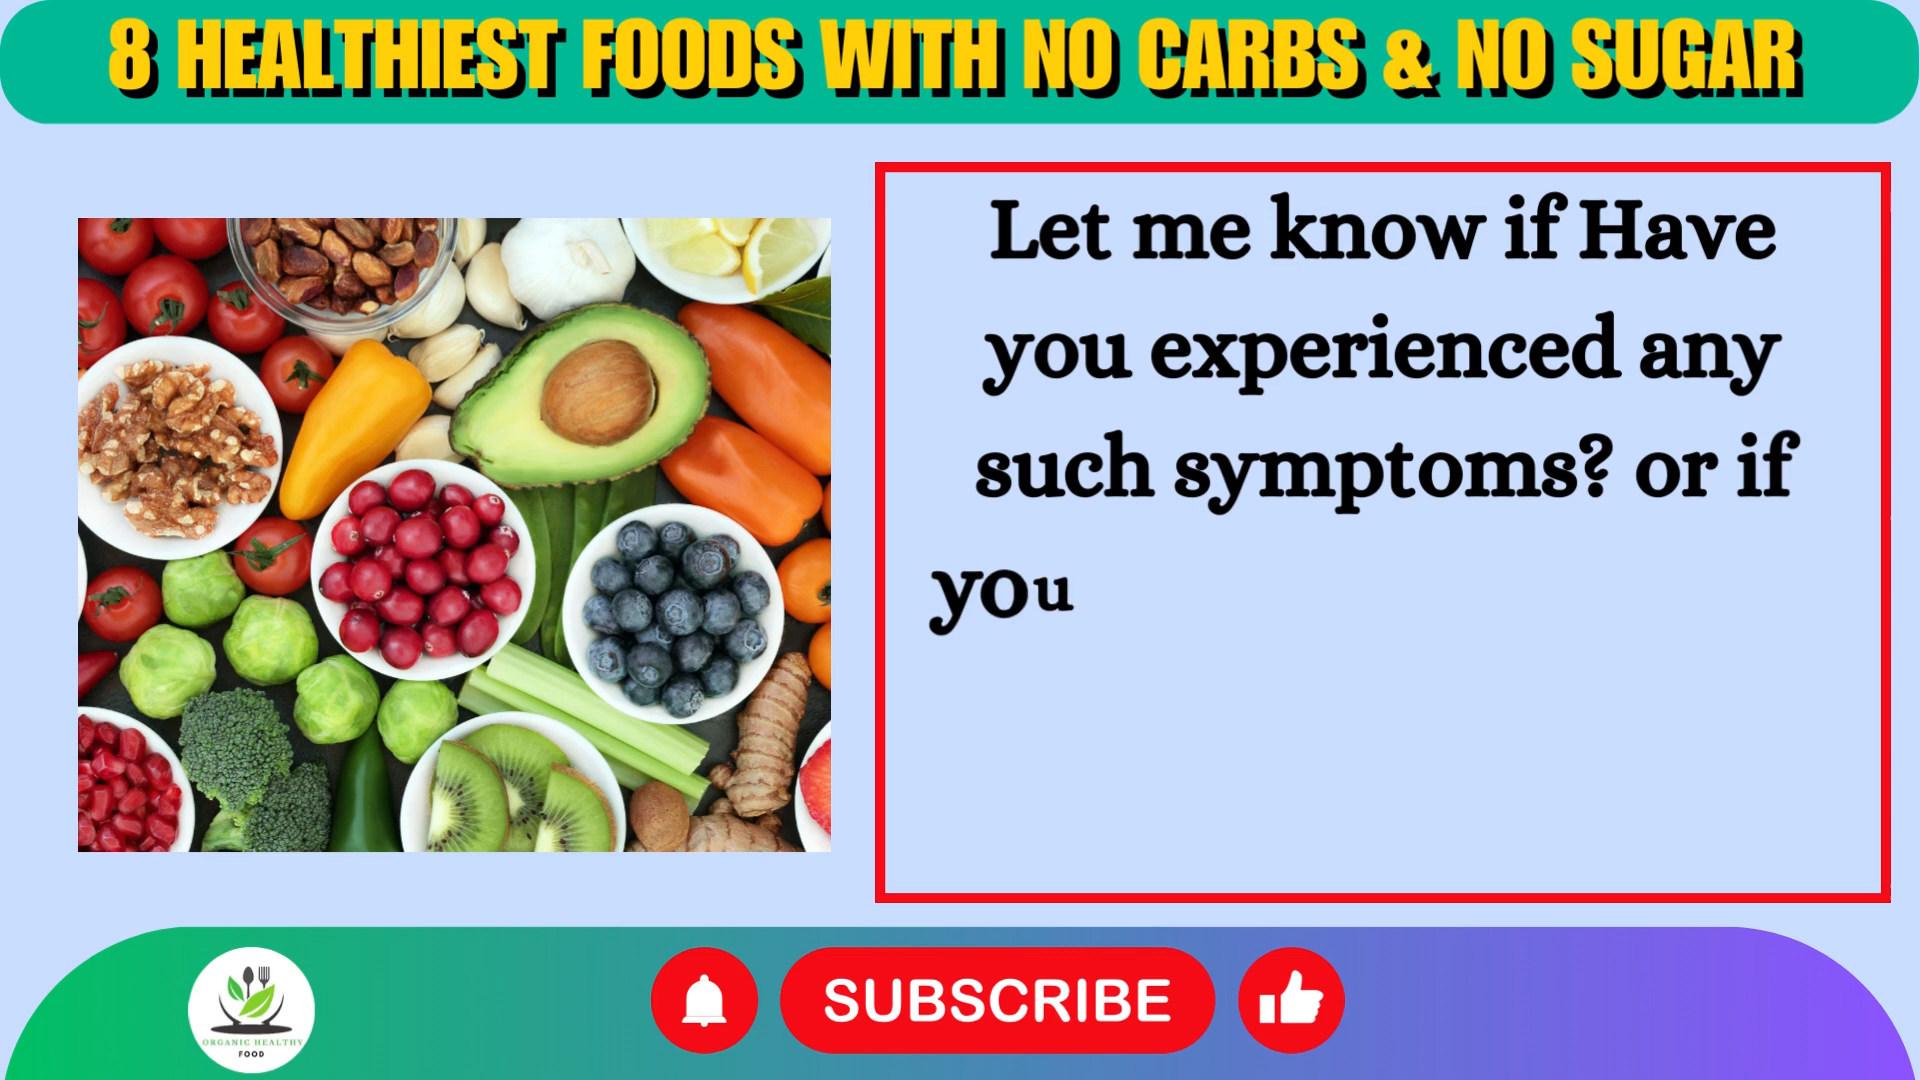 8 HEALTHIEST FOODS WITH NO CARBS & NO SUGAR
Let me know if Have
you experienced any
such symptoms? or if
you
ORGANIC HEALTHY
FOOD
SUBSCRIBE